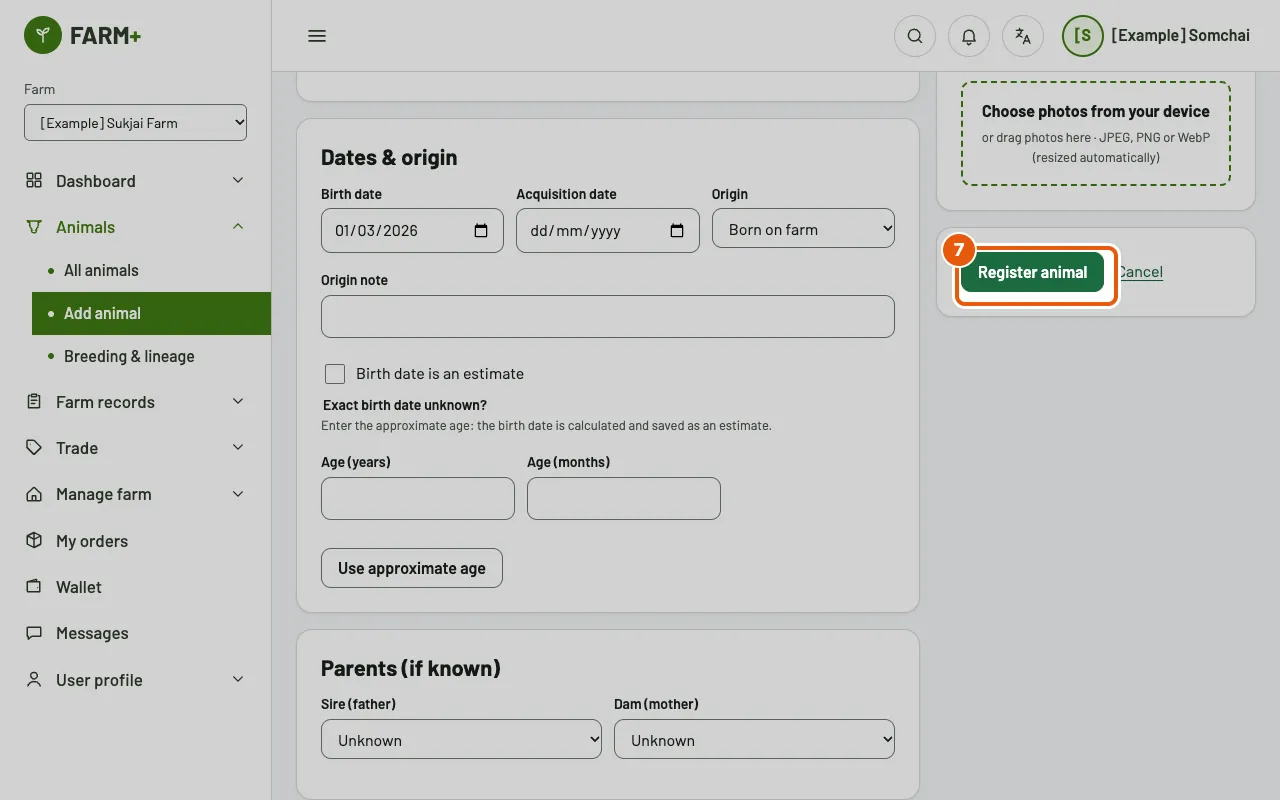 FARM+
Farm
[Example] Sukjai Farm
Dashboard
Animals
All animals
Add animal
Breeding & lineage
Farm records
Trade
Manage farm
My orders
Wallet
Messages
User profile
[S
[Example] Somchai
Dates & origin
Birth date
Acquisition date
Origin
01/03/2026
dd/mm/yyyy
Born on farm
Origin note
Birth date is an estimate
Exact birth date unknown?
Enter the approximate age: the birth date is calculated and saved as an estimate.
Age (years)
Age (months)
Use approximate age
Parents (if known)
Sire (father)
Dam (mother)
Unknown
Unknown
Choose photos from your device
or drag photos here · JPEG, PNG or WebP
(resized automatically)
7
Register animal
Cancel